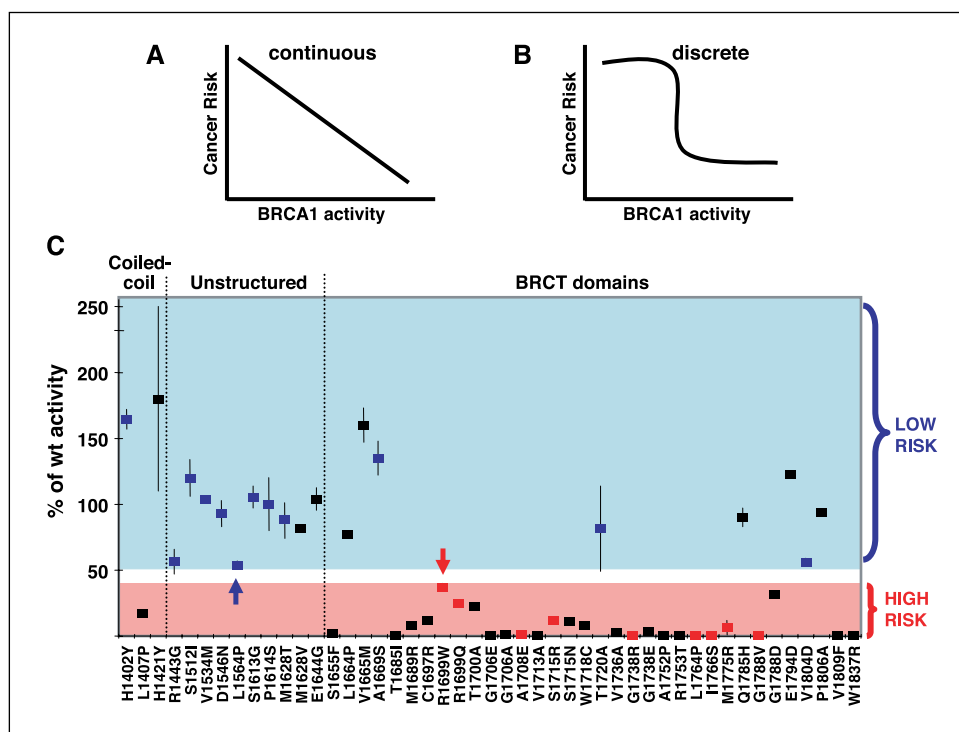 A
continuous
Cancer Risk
BRCA1 activity
B
discrete
Cancer Risk
BRCA1 activity
C
Coiled-
coil
Unstructured
BRCT domains
% of wt activity
250
200
150
100
50
LOW
RISK
HIGH
RISK
H1402Y
L1407P
H1421Y
R1443G
S1512I
V1534M
D1546N
L1564P
S1613G
P1614S
M1628T
M1628V
E1644G
S1655F
L1664P
V1665M
A1669S
T1685I
M1689R
C1697R
R1699W
R1699Q
T1700A
G1706E
G1706A
A1708E
V1713A
S1715R
S1715N
W1718C
T1720A
V1736A
G1738R
G1738E
A1752P
R1753T
L1764P
I1766S
M1775R
Q1785H
G1788V
G1788D
E1794D
V1804D
P1806A
V1809F
W1837R